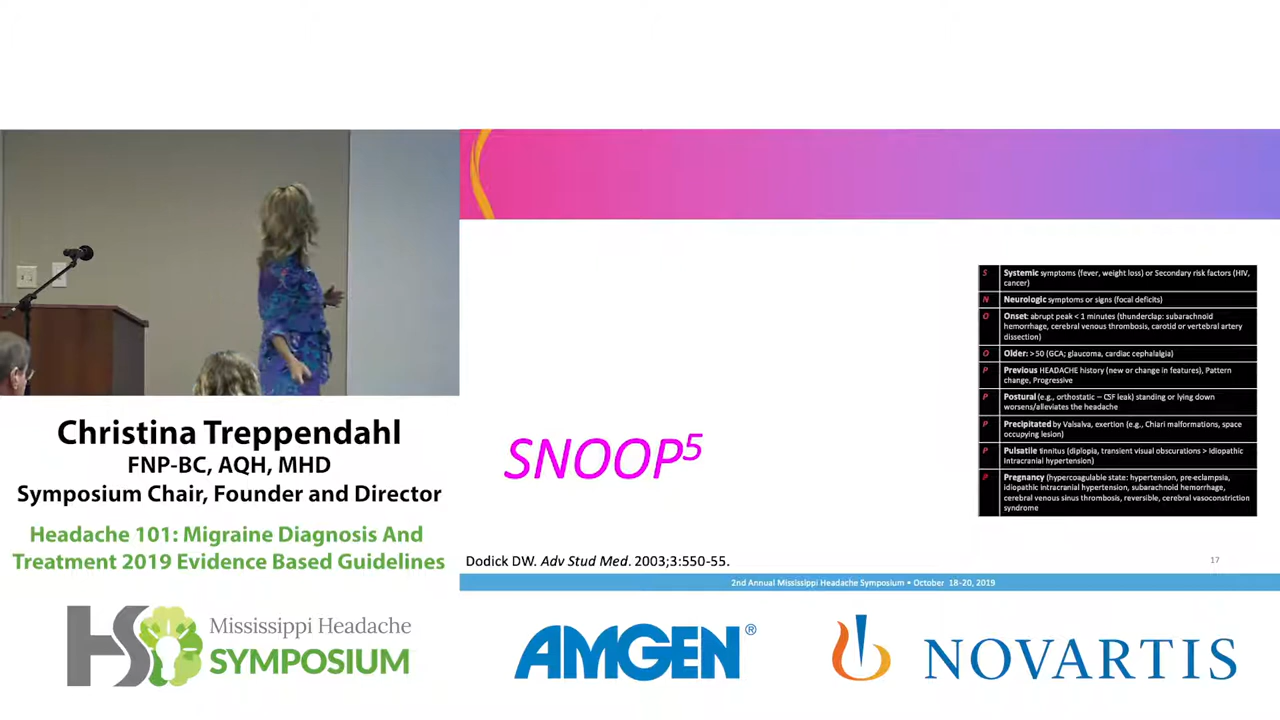 Christina Treppendahl
FNP-BC, AQH, MHD
Symposium Chair, Founder and Director
Headache 101: Migraine Diagnosis And
Treatment 2019 Evidence Based Guidelines
SNOOP⁵
S Systemic symptoms (fever, weight loss) or Secondary risk factors (HIV,
cancer)
N Neurologic symptoms or signs (focal deficits)
O Onset: abrupt peak < 1 minutes (thunderclap: subarachnoid
hemorrhage, cerebral venous thrombosis, carotid or vertebral artery
dissection)
O Older: > 50 (GCA; glaucoma, cardiac cephalalgia)
P Previous HEADACHE history (new or change in features), Pattern
change, Progressive
P Postural (e.g., orthostatic – CSF leak) standing or lying down
worsens/alleviates the headache
P Precipitated by Valsalva, exertion (e.g., Chiari malformations, space
occupying lesion)
P Pulsatile tinnitus (diplopia, transient visual obscurations > Idiopathic
Intracranial hypertension)
P Pregnancy (hypercoagulable state: hypertension, pre-eclampsia,
idiopathic intracranial hypertension, subarachnoid hemorrhage,
cerebral venous sinus thrombosis, reversible, cerebral vasoconstriction
syndrome
Dodick DW. Adv Stud Med. 2003;3:550-55.
17
2nd Annual Mississippi Headache Symposium • October 18-20, 2019
HS
Mississippi Headache
SYMPOSIUM
AMGEN®
NOVARTIS